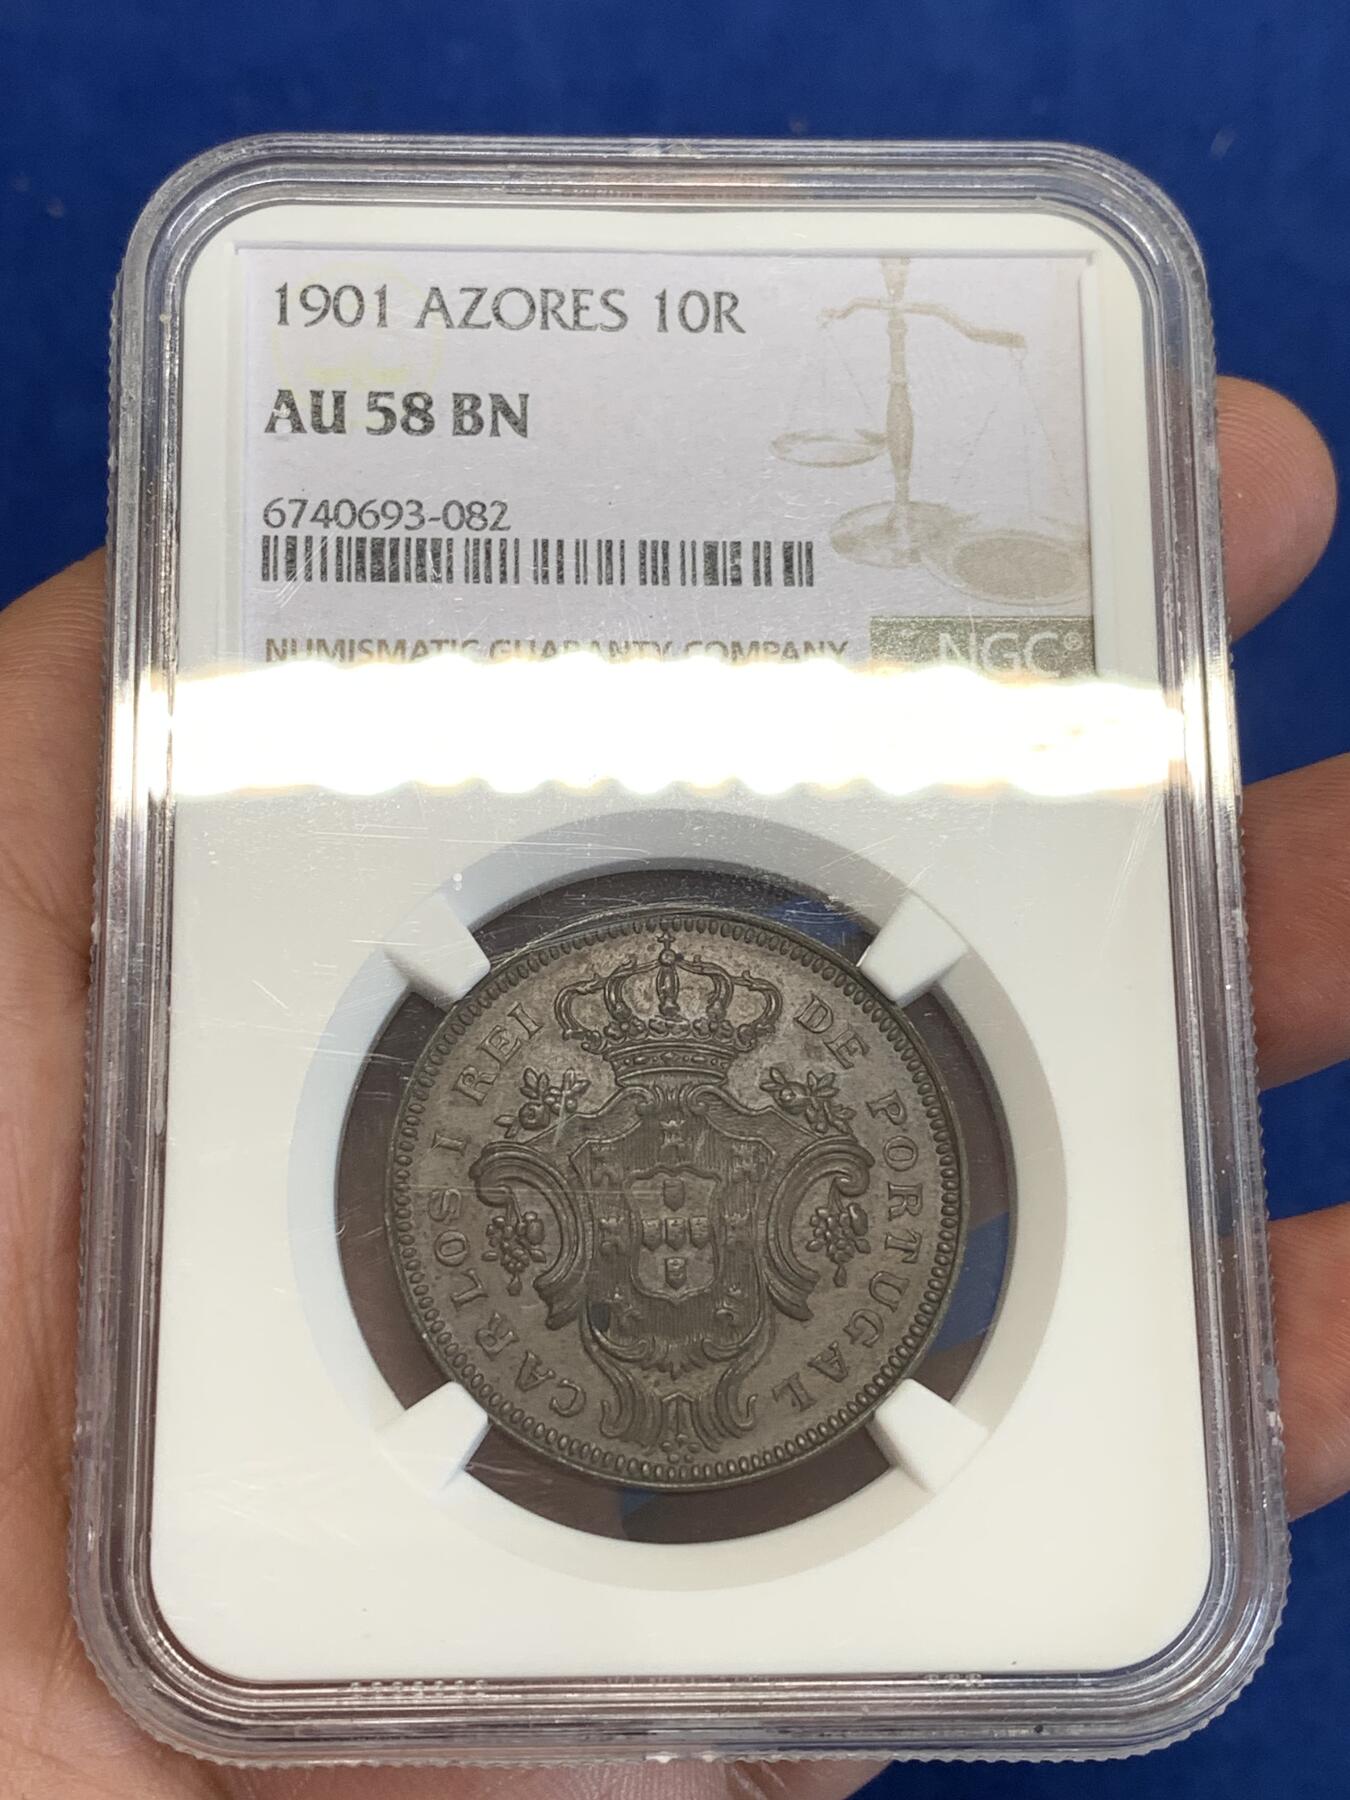 1901 AZORES 10R
AU 58 BN
6740693-082
NUMISMATIC GUARANTY COMPANY
NGC®
CARLOS I REI DE PORTUGAL